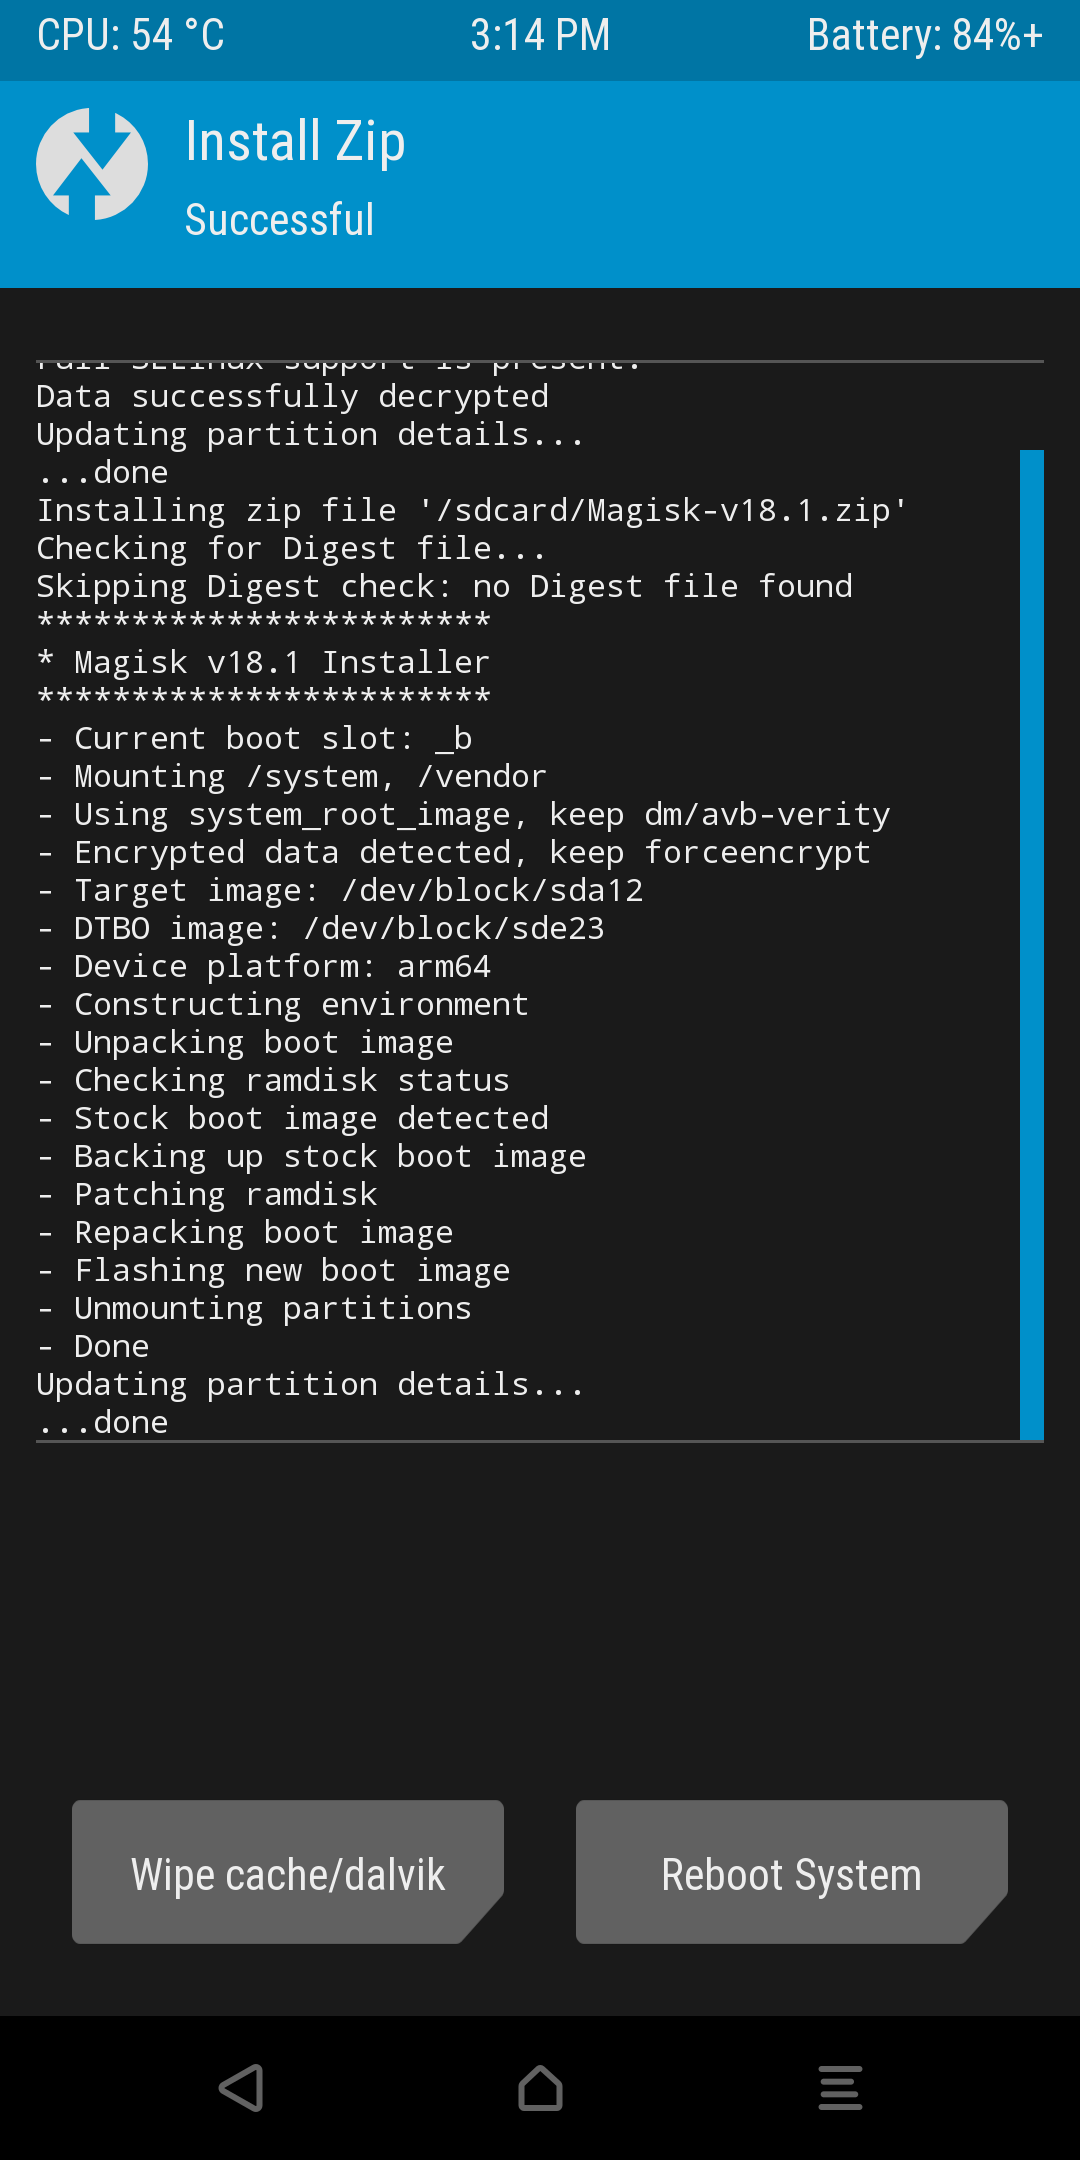 CPU: 54 °C 3:14 PM Battery: 84%+
Install Zip
Successful
Full SELinux support is present.
Data successfully decrypted
Updating partition details...
...done
Installing zip file '/sdcard/Magisk-v18.1.zip'
Checking for Digest file...
Skipping Digest check: no Digest file found
************************
* Magisk v18.1 Installer
************************
- Current boot slot: _b
- Mounting /system, /vendor
- Using system_root_image, keep dm/avb-verity
- Encrypted data detected, keep forceencrypt
- Target image: /dev/block/sda12
- DTBO image: /dev/block/sde23
- Device platform: arm64
- Constructing environment
- Unpacking boot image
- Checking ramdisk status
- Stock boot image detected
- Backing up stock boot image
- Patching ramdisk
- Repacking boot image
- Flashing new boot image
- Unmounting partitions
- Done
Updating partition details...
...done
Wipe cache/dalvik
Reboot System